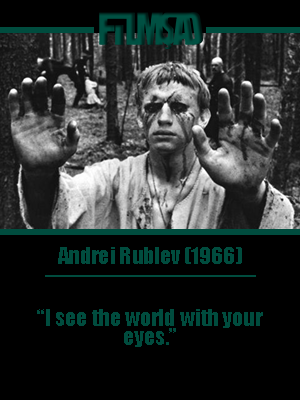 FILMSAD
Andrei Rublev (1966)
“I see the world with your
eyes.”